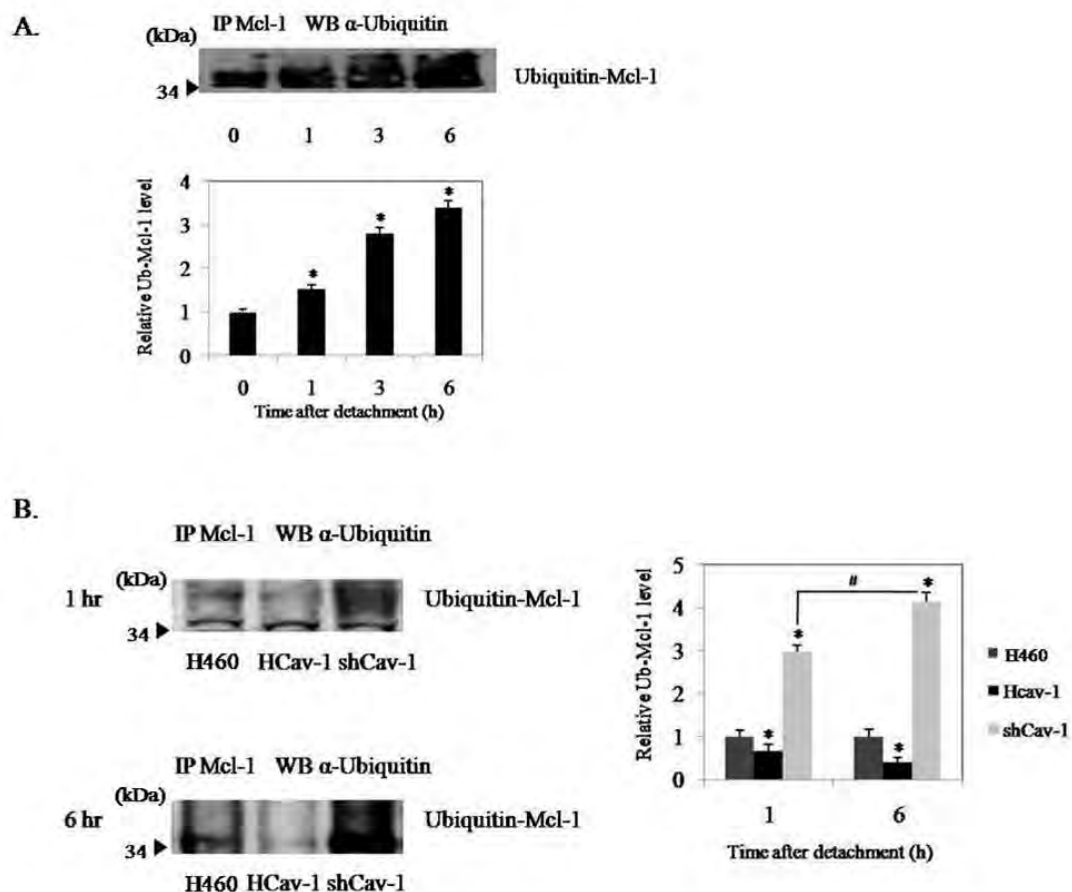 A.
IP Mcl-1 WB α-Ubiquitin
(kDa)
34
Ubiquitin-Mcl-1
0 1 3 6
Relative Ub-Mcl-1 level
4
3
2
1
0
* * *
0 1 3 6
Time after detachment (h)
B.
IP Mcl-1 WB α-Ubiquitin
(kDa)
1 hr
34
Ubiquitin-Mcl-1
H460 HCav-1 shCav-1
IP Mcl-1 WB α-Ubiquitin
(kDa)
6 hr
34
Ubiquitin-Mcl-1
H460 HCav-1 shCav-1
Relative Ub-Mcl-1 level
5
4
3
2
1
0
#
* * * *
1 6
Time after detachment (h)
H460
Hcav-1
shCav-1